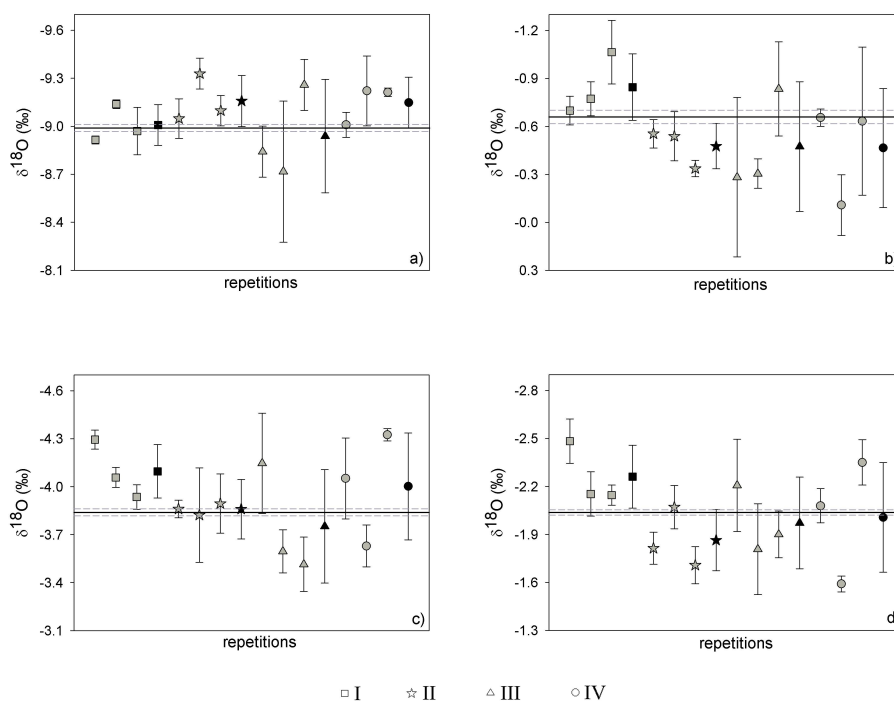 -9.6
-9.3
-9.0
-8.7
-8.4
-8.1
δ¹⁸O (‰)
a)
repetitions
-1.2
-0.9
-0.6
-0.3
-0.0
0.3
δ¹⁸O (‰)
b
repetitions
-4.6
-4.3
-4.0
-3.7
-3.4
-3.1
δ¹⁸O (‰)
c)
repetitions
-2.8
-2.5
-2.2
-1.9
-1.6
-1.3
δ¹⁸O (‰)
d
repetitions
I II III IV